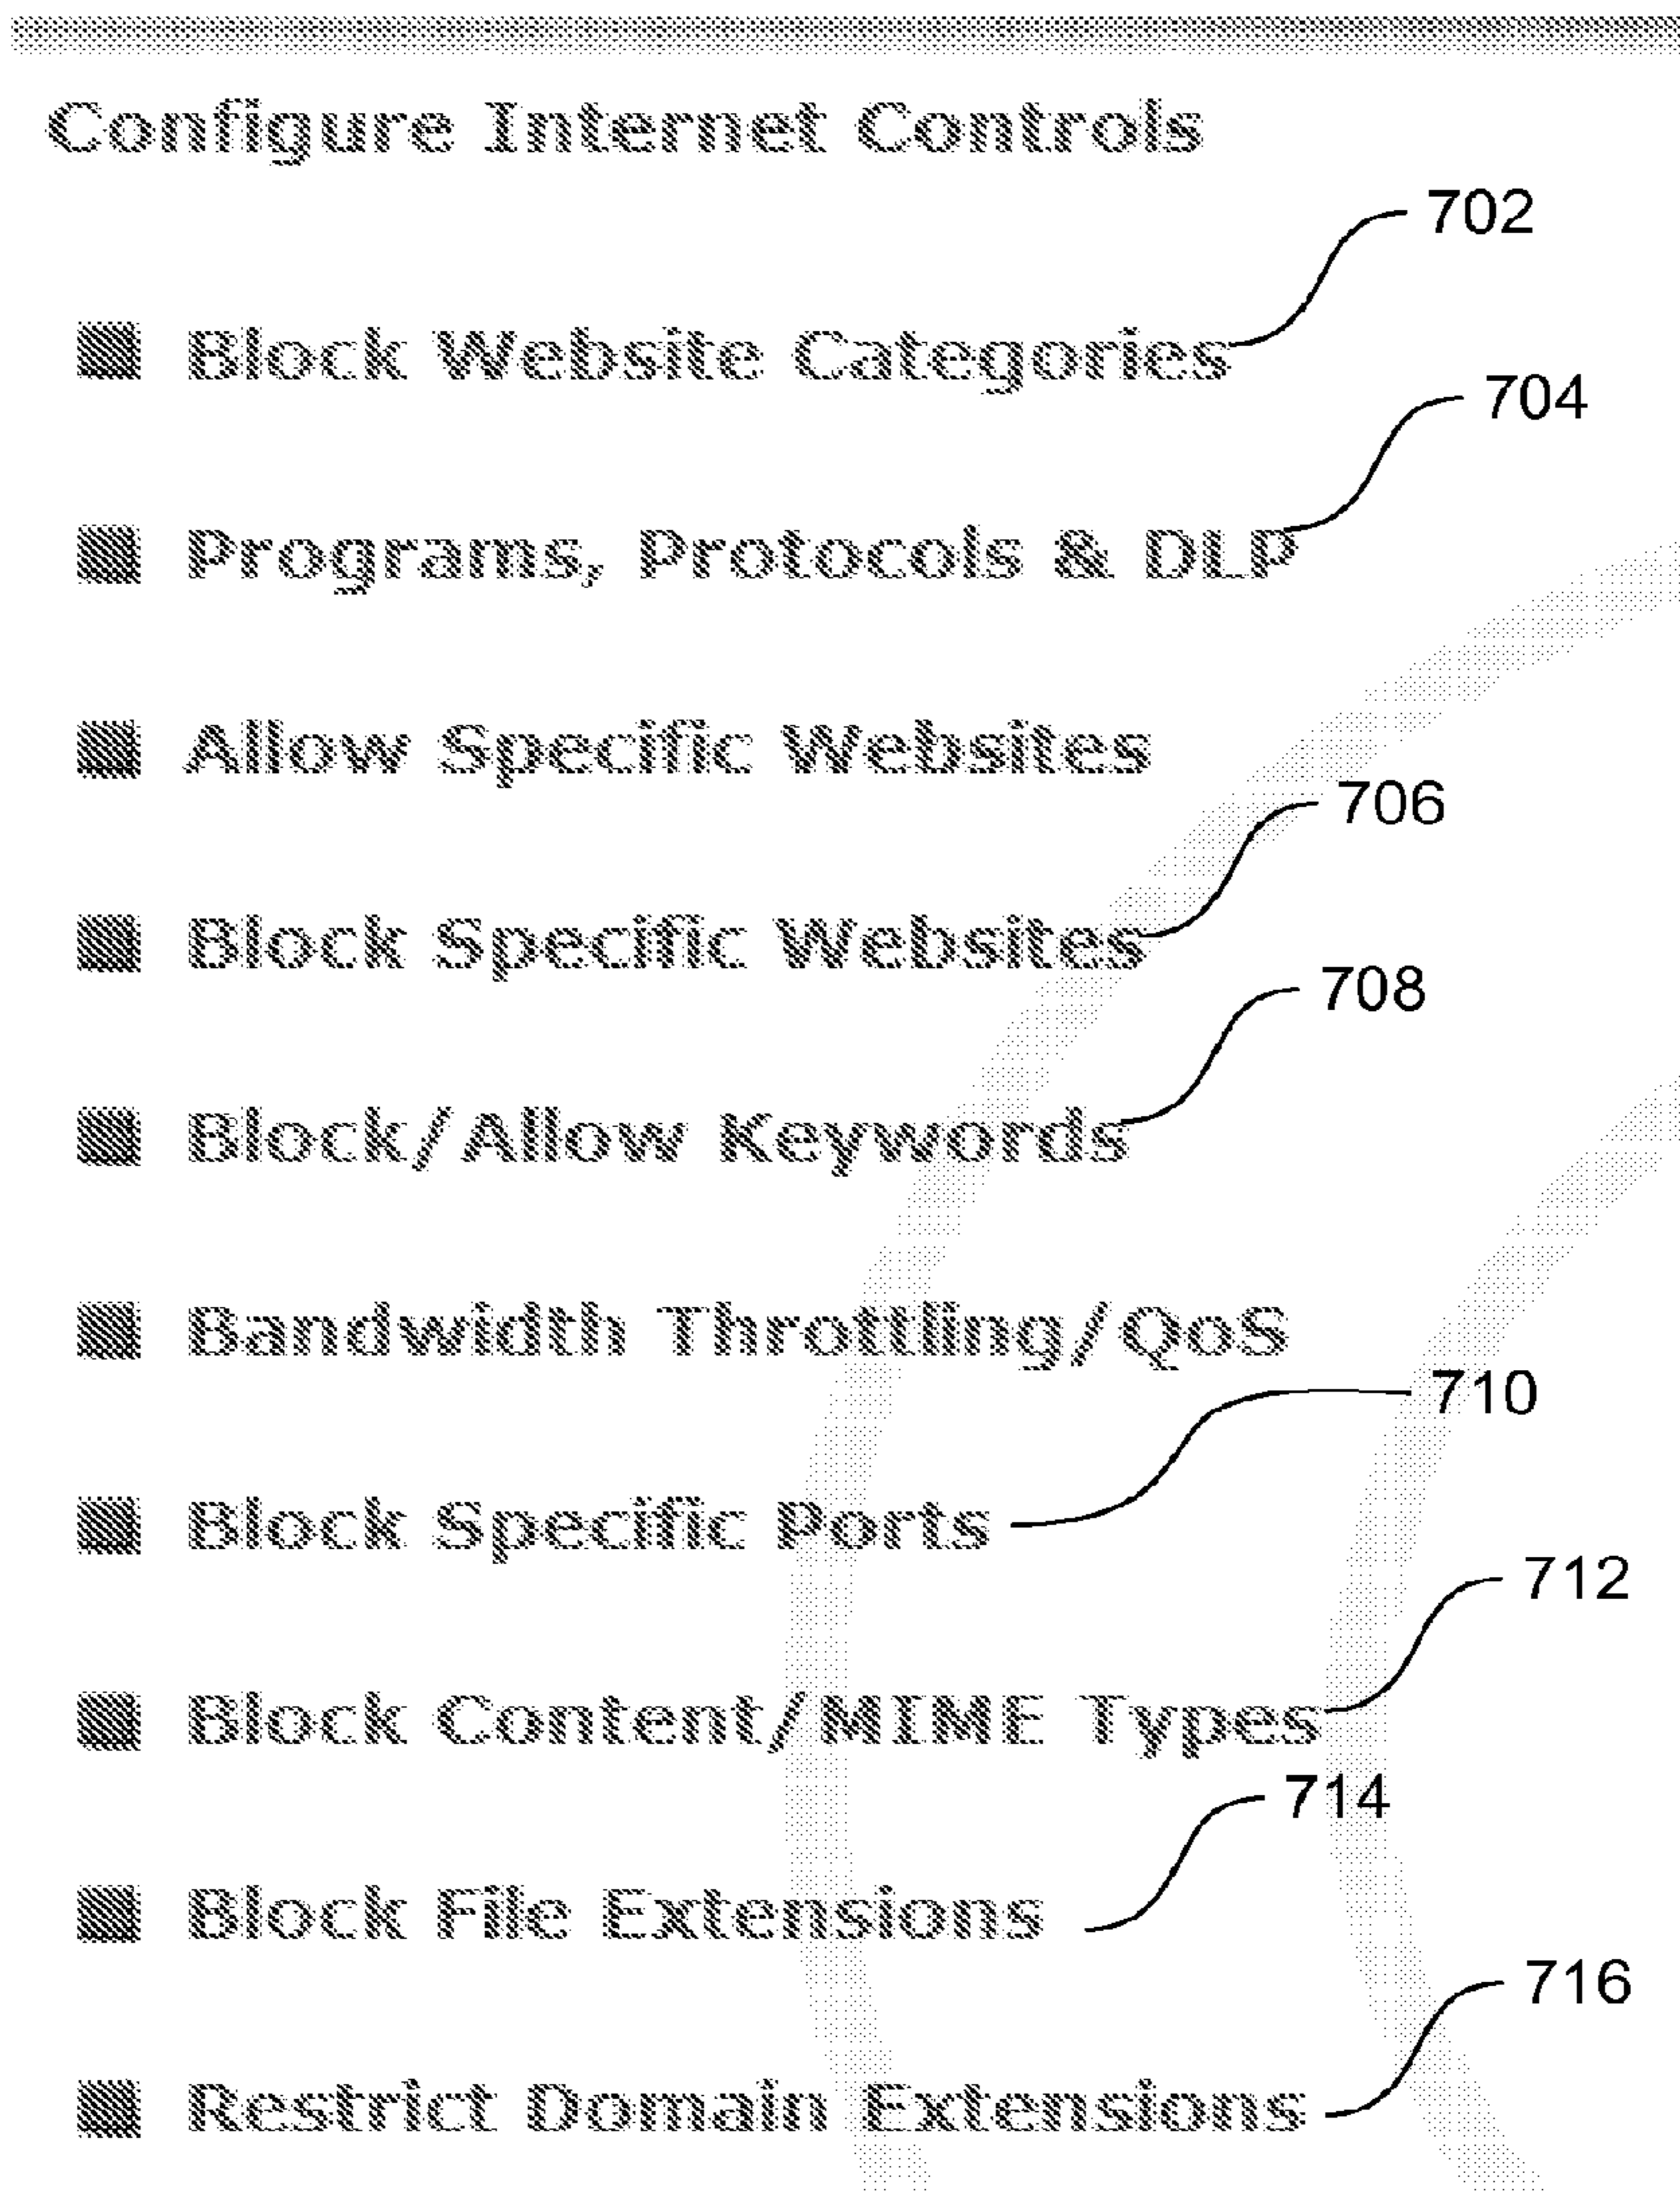 Configure Internet Controls
702
Block Website Categories
704
Programs, Protocols & DLP
Allow Specific Websites
706
Block Specific Websites
708
Block/Allow Keywords
Bandwidth Throttling/QoS
710
Block Specific Ports
712
Block Content/MIME Types
714
Block File Extensions
716
Restrict Domain Extensions